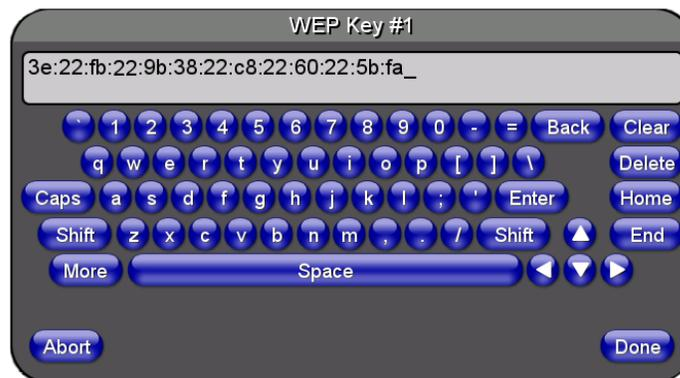 WEP Key #1
3e:22:fb:22:9b:38:22:c8:22:60:22:5b:fa_
` 1 2 3 4 5 6 7 8 9 0 - = Back Clear
q w e r t y u i o p [ ] \ Delete
Caps a s d f g h j k l ; ' Enter Home
Shift z x c v b n m , . / Shift End
More Space
Abort Done